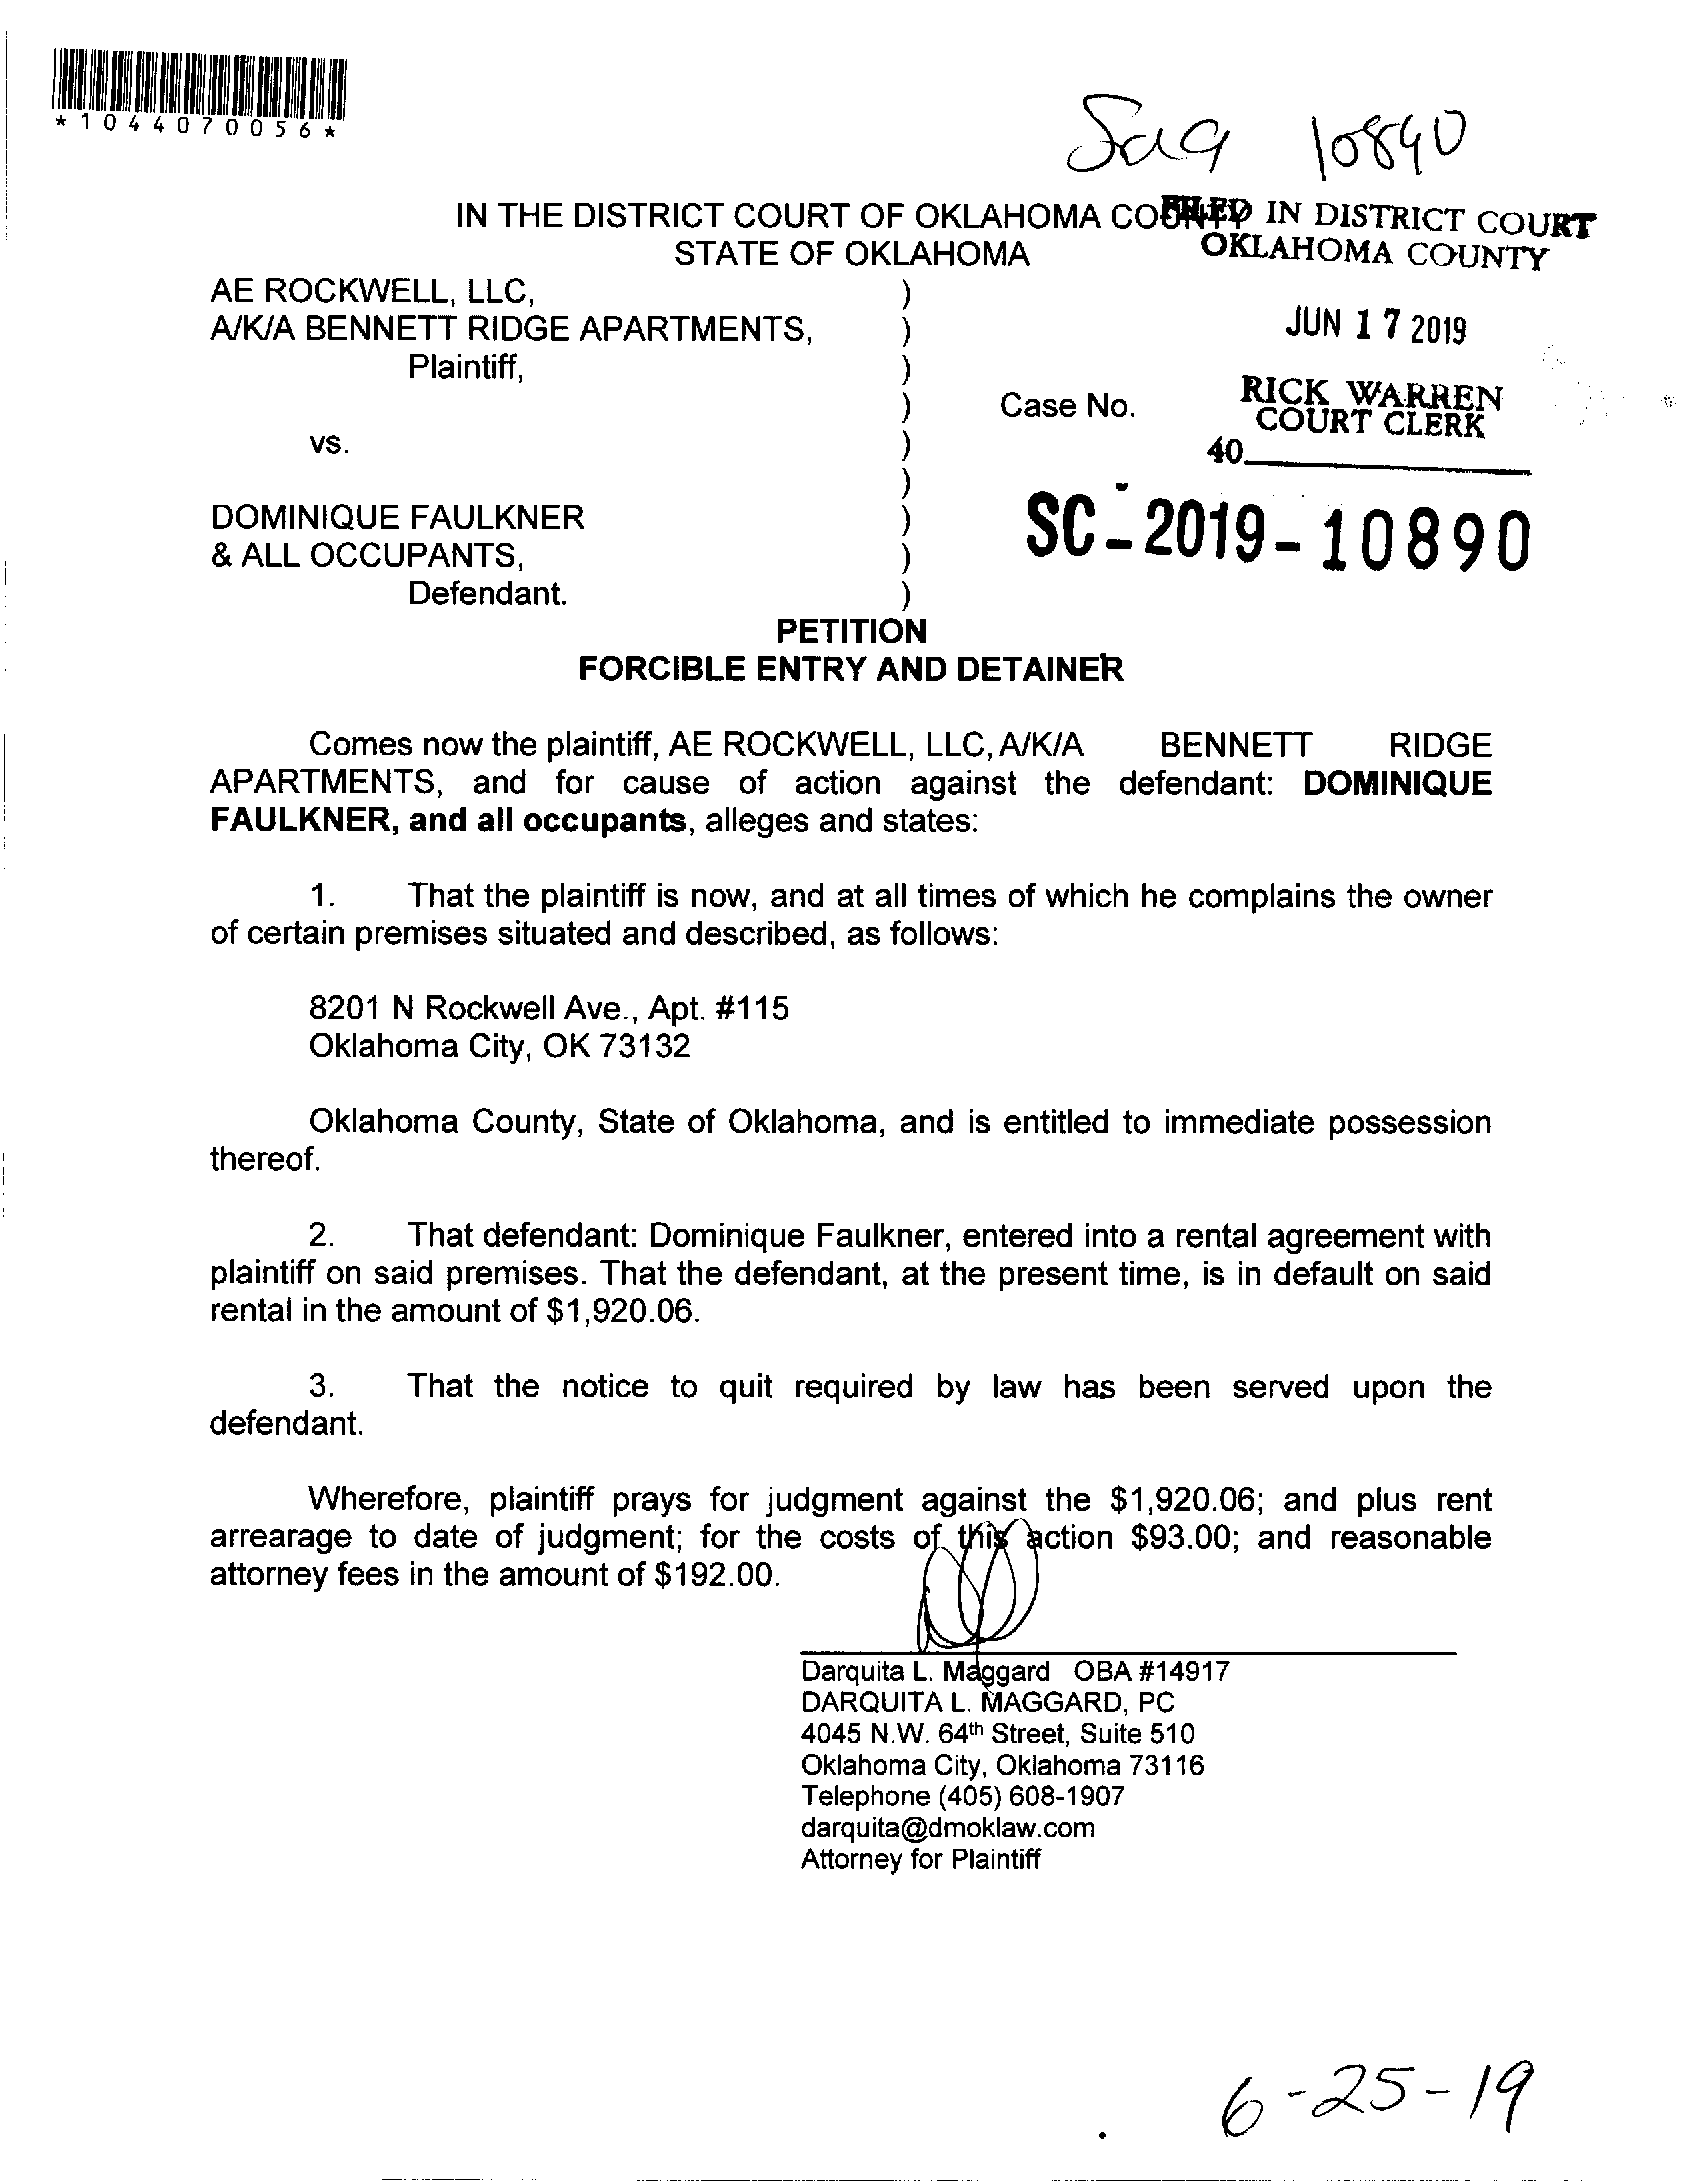 *1044070056*
10890
IN THE DISTRICT COURT OF OKLAHOMA COUNTY
STATE OF OKLAHOMA
FILED IN DISTRICT COURT
OKLAHOMA COUNTY
JUN 17 2019
RICK WARREN
COURT CLERK
40
AE ROCKWELL, LLC, )
A/K/A BENNETT RIDGE APARTMENTS, )
Plaintiff, )
) Case No.
vs. )
)
DOMINIQUE FAULKNER )
& ALL OCCUPANTS, )
Defendant. )
SC-2019-10890
PETITION
FORCIBLE ENTRY AND DETAINER
Comes now the plaintiff, AE ROCKWELL, LLC, A/K/A BENNETT RIDGE
APARTMENTS, and for cause of action against the defendant: DOMINIQUE
FAULKNER, and all occupants, alleges and states:
1. That the plaintiff is now, and at all times of which he complains the owner
of certain premises situated and described, as follows:
8201 N Rockwell Ave., Apt. #115
Oklahoma City, OK 73132
Oklahoma County, State of Oklahoma, and is entitled to immediate possession
thereof.
2. That defendant: Dominique Faulkner, entered into a rental agreement with
plaintiff on said premises. That the defendant, at the present time, is in default on said
rental in the amount of $1,920.06.
3. That the notice to quit required by law has been served upon the
defendant.
Wherefore, plaintiff prays for judgment against the $1,920.06; and plus rent
arrearage to date of judgment; for the costs of this action $93.00; and reasonable
attorney fees in the amount of $192.00.
Darquita L. Maggard OBA #14917
DARQUITA L. MAGGARD, PC
4045 N.W. 64th Street, Suite 510
Oklahoma City, Oklahoma 73116
Telephone (405) 608-1907
darquita@dmoklaw.com
Attorney for Plaintiff
6-25-19